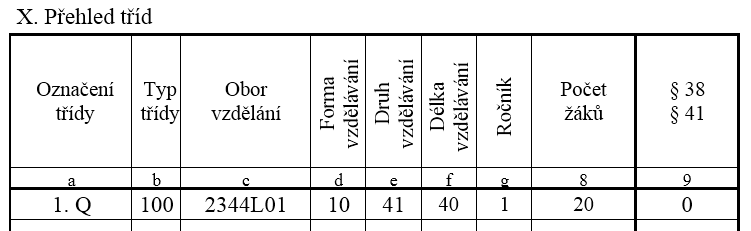 X. Přehled tříd
Označení třídy Typ třídy Obor vzdělání Forma vzdělávání Druh vzdělávání Délka vzdělávání Ročník Počet žáků § 38 § 41
a b c d e f g 8 9
1. Q 100 2344L01 10 41 40 1 20 0